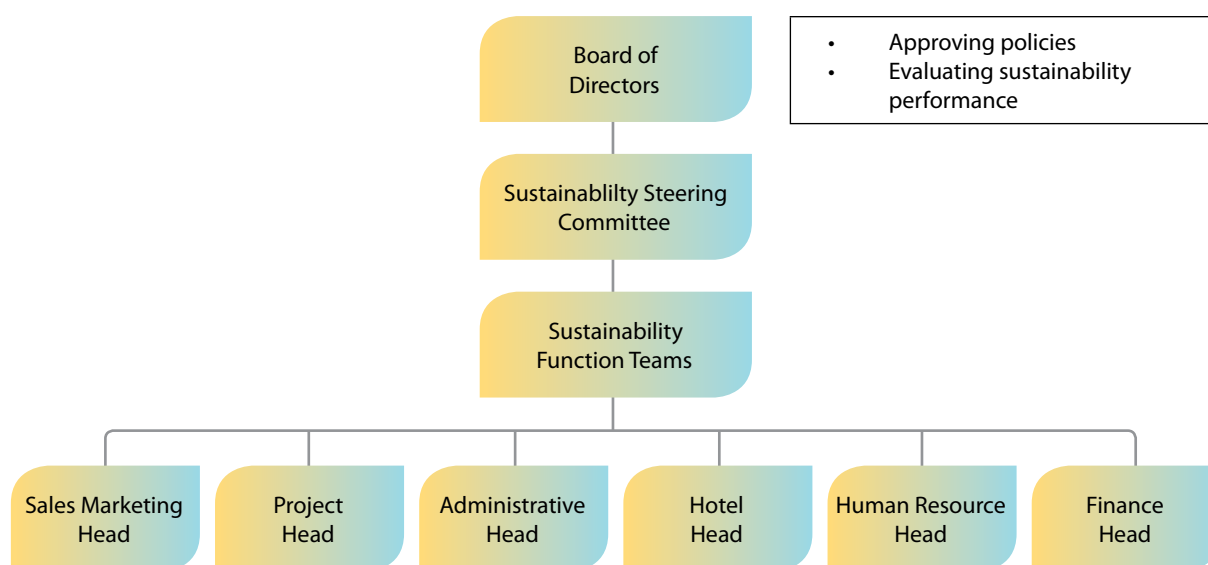 Board of
Directors
• Approving policies
• Evaluating sustainability
performance
Sustainablilty Steering
Committee
Sustainability
Function Teams
Sales Marketing
Head
Project
Head
Administrative
Head
Hotel
Head
Human Resource
Head
Finance
Head